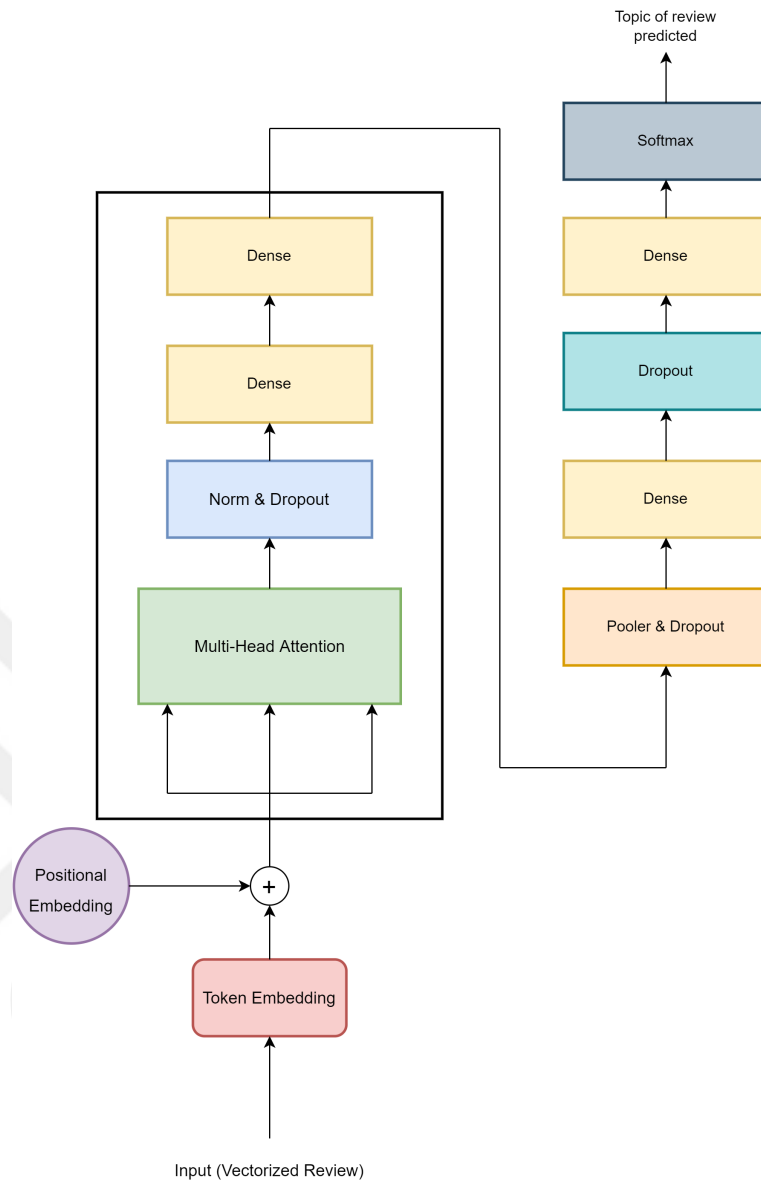 Topic of review
predicted
Softmax
Dense
Dropout
Dense
Pooler & Dropout
Dense
Dense
Norm & Dropout
Multi-Head Attention
Positional
Embedding
+
Token Embedding
Input (Vectorized Review)